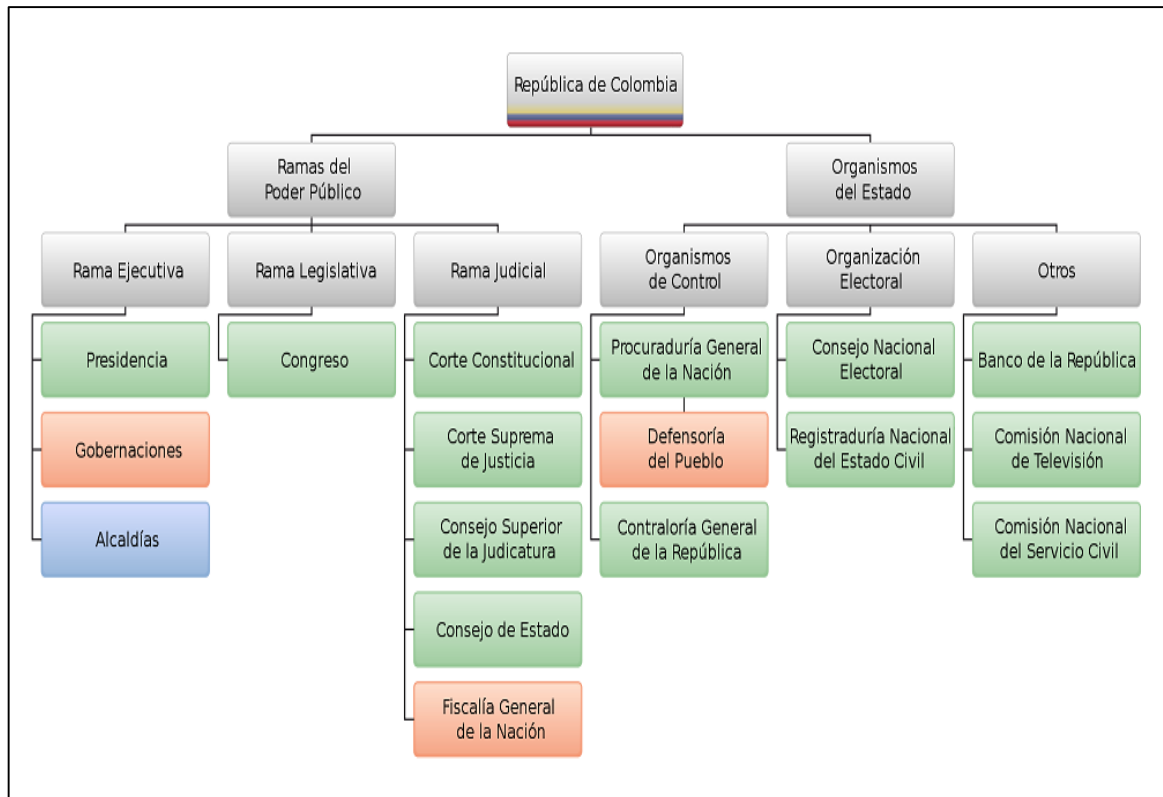 República de Colombia
Ramas del
Poder Público
Organismos
del Estado
Rama Ejecutiva
Rama Legislativa
Rama Judicial
Organismos
de Control
Organización
Electoral
Otros
Presidencia
Gobernaciones
Alcaldías
Congreso
Corte Constitucional
Corte Suprema
de Justicia
Consejo Superior
de la Judicatura
Consejo de Estado
Fiscalía General
de la Nación
Procuraduría General
de la Nación
Defensoría
del Pueblo
Contraloría General
de la República
Consejo Nacional
Electoral
Registraduría Nacional
del Estado Civil
Banco de la República
Comisión Nacional
de Televisión
Comisión Nacional
del Servicio Civil